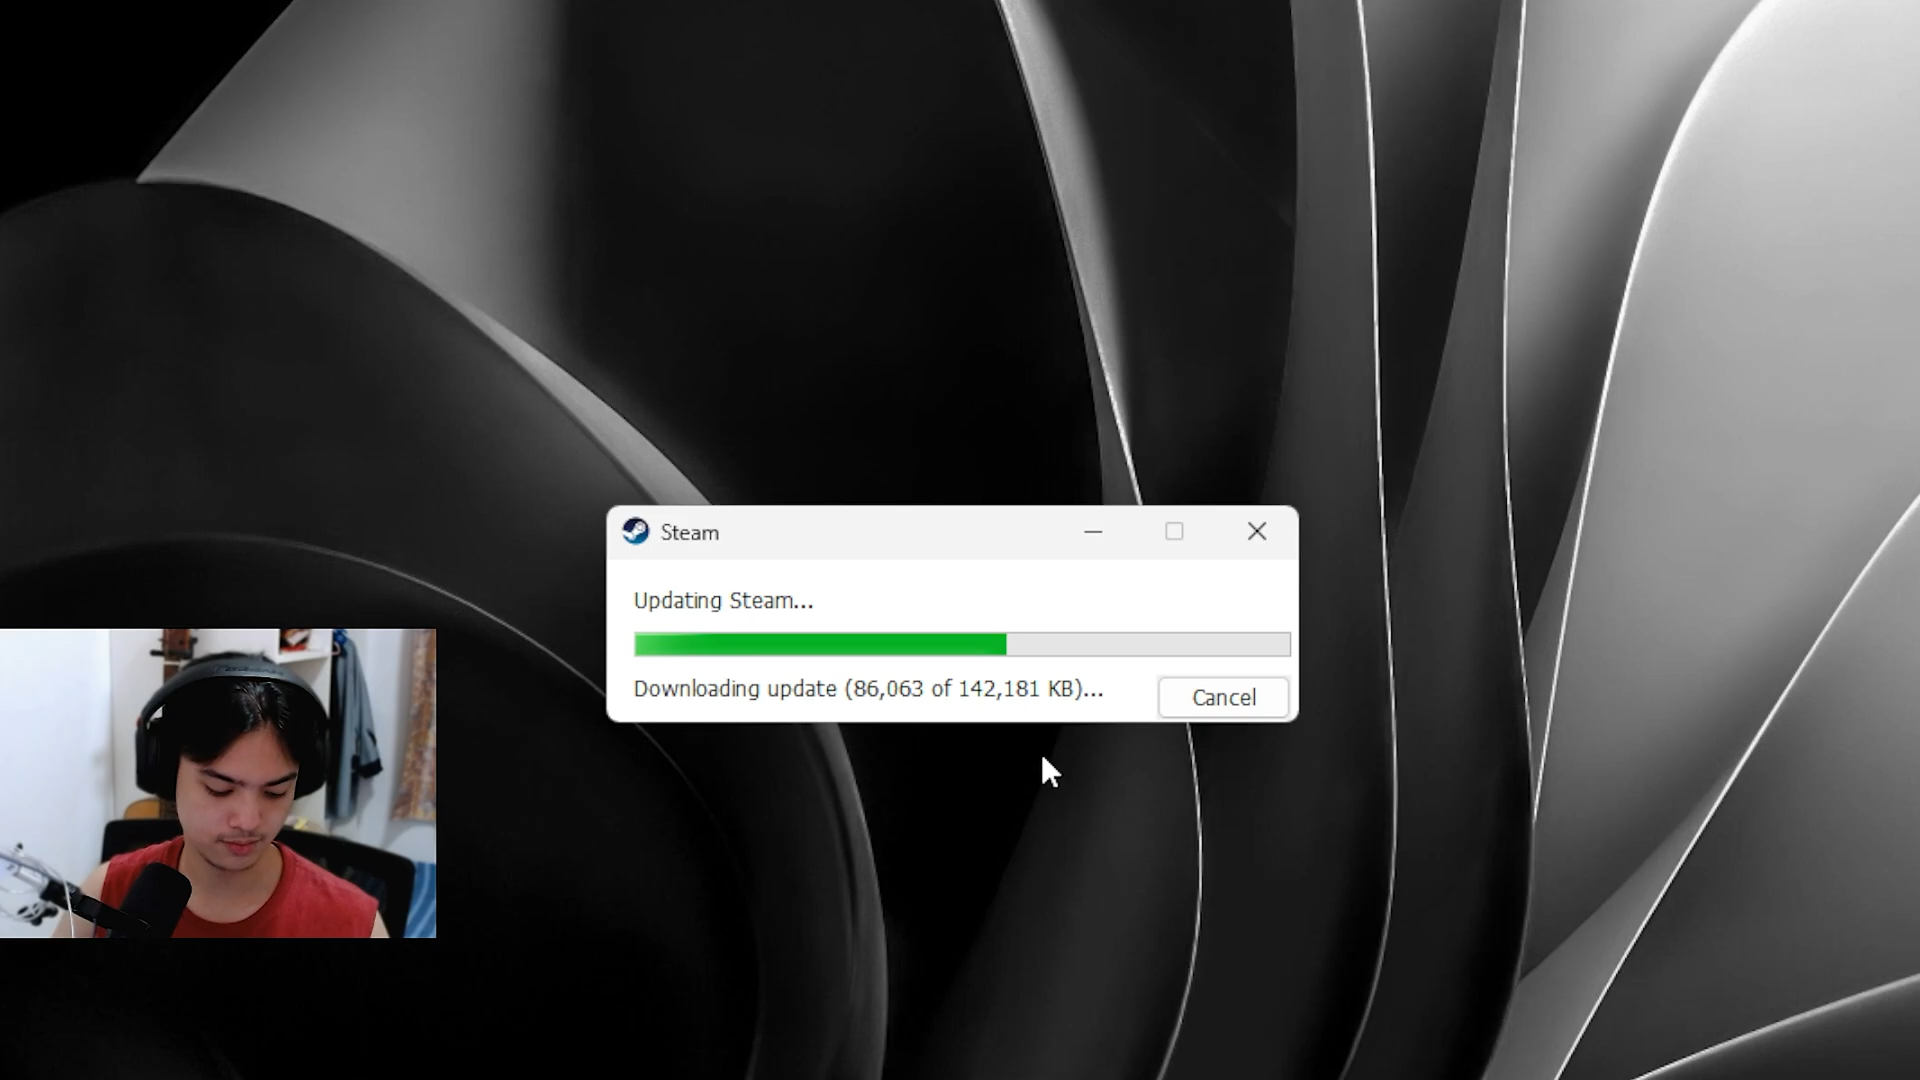 Steam
Updating Steam...
Downloading update (86,063 of 142,181 KB)...
Cancel